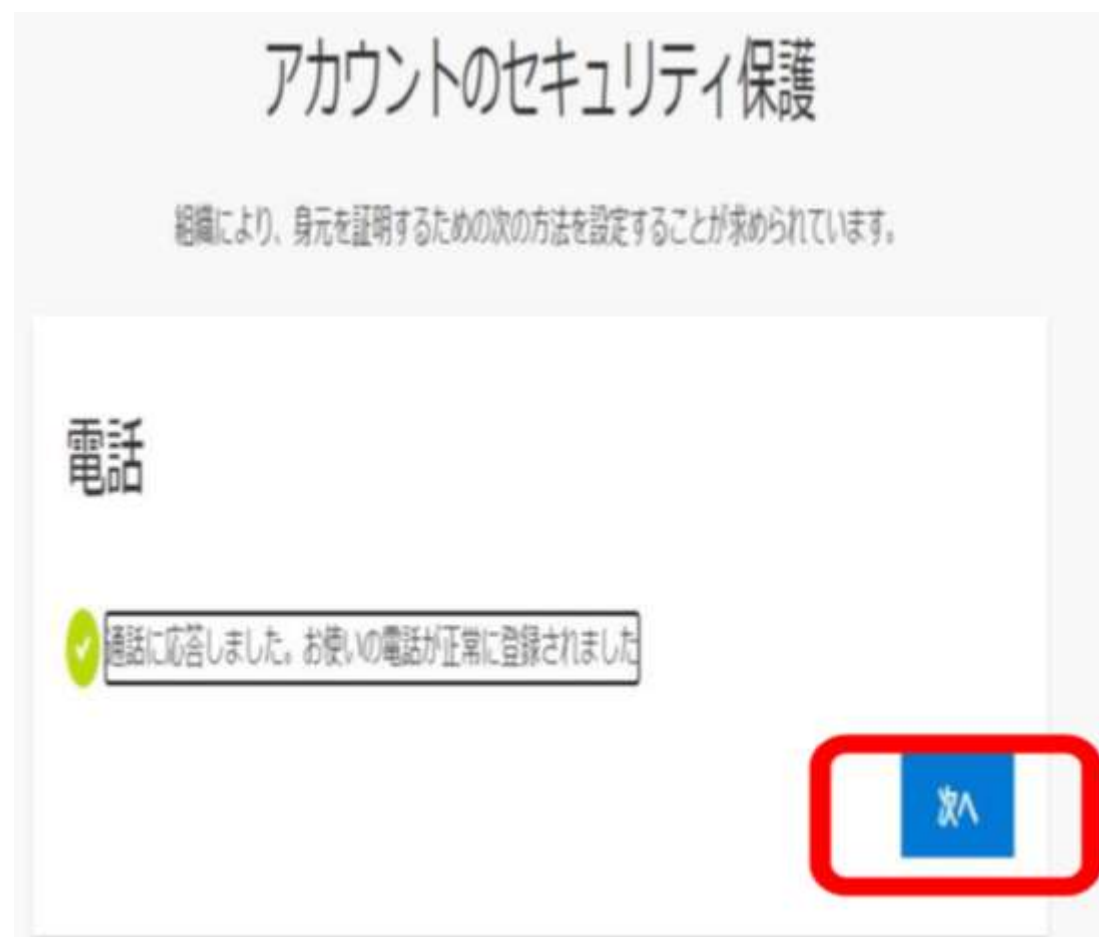 アカウントのセキュリティ保護
組織により、身元を証明するための次の方法を設定することが求められています。
電話
通話に応答しました。お使いの電話が正常に登録されました
次へ